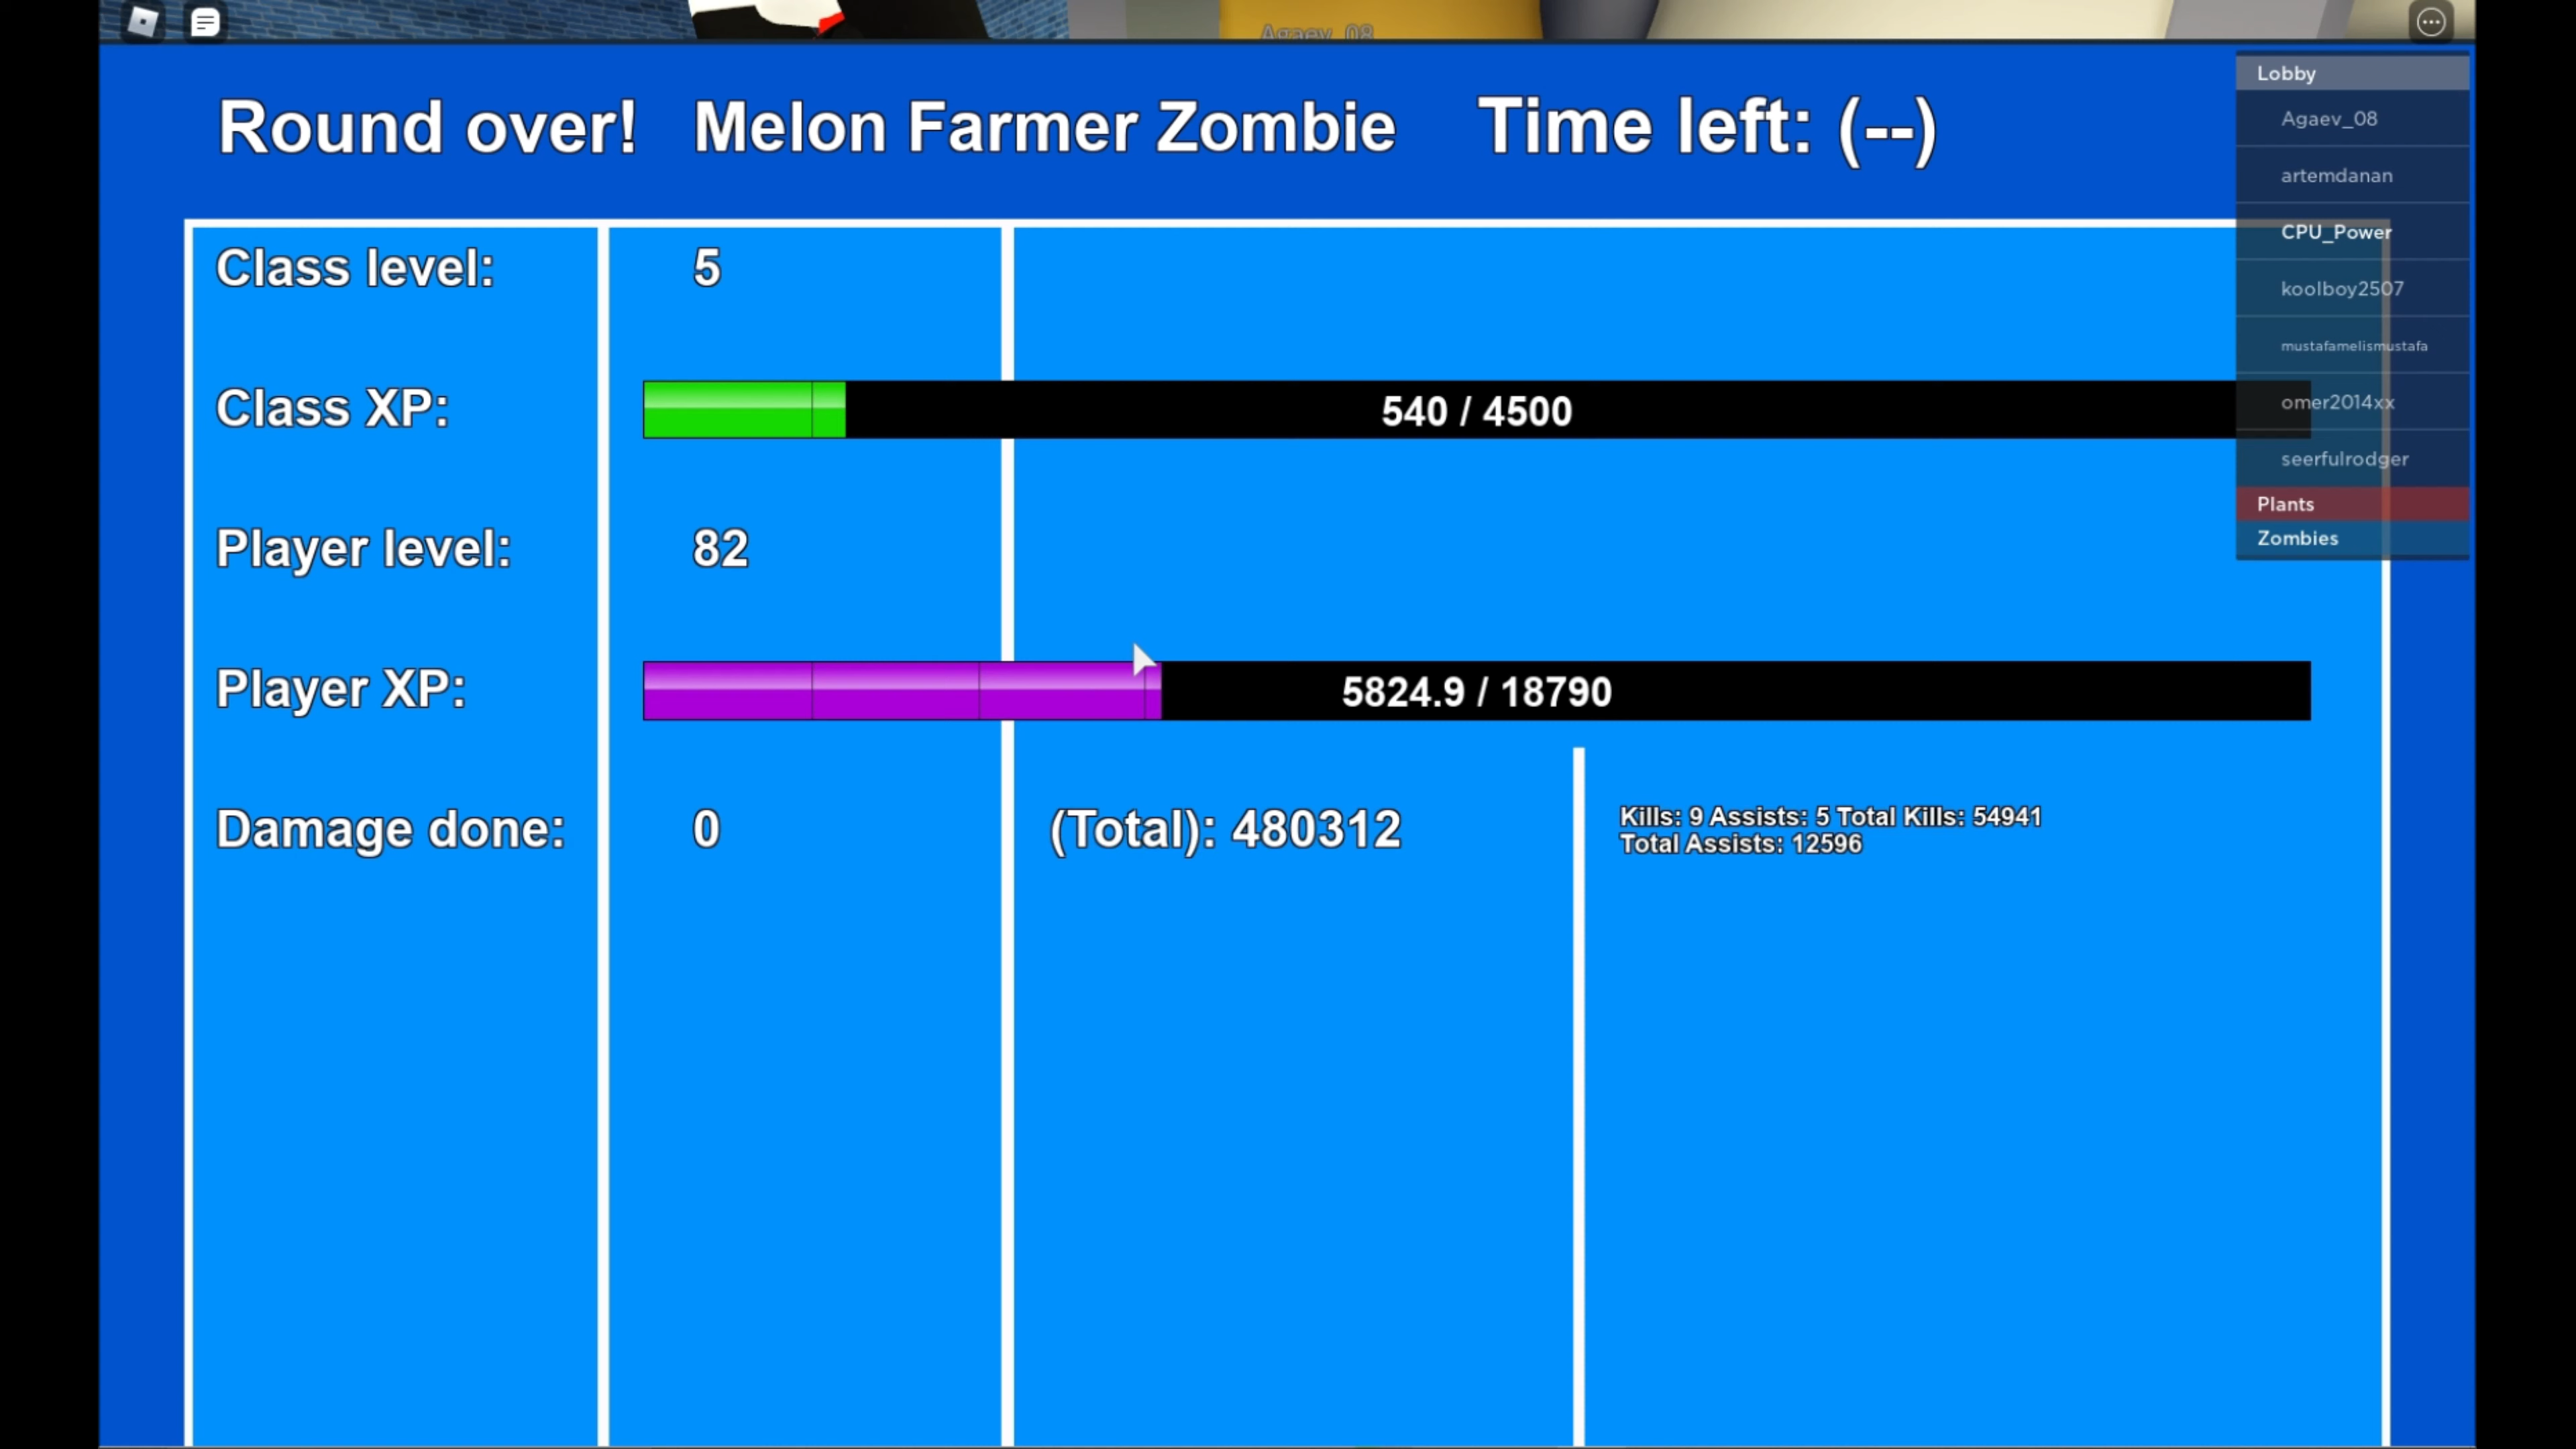 Agaev_08
Round over! Melon Farmer Zombie Time left: (--)
Lobby
Agaev_08
artemdanan
CPU_Power
koolboy2507
mustafamelismustafa
omer2014xx
seerfulrodger
Plants
Zombies
Class level: 5
Class XP: 540 / 4500
Player level: 82
Player XP: 5824.9 / 18790
Damage done: 0 (Total): 480312
Kills: 9 Assists: 5 Total Kills: 54941
Total Assists: 12596